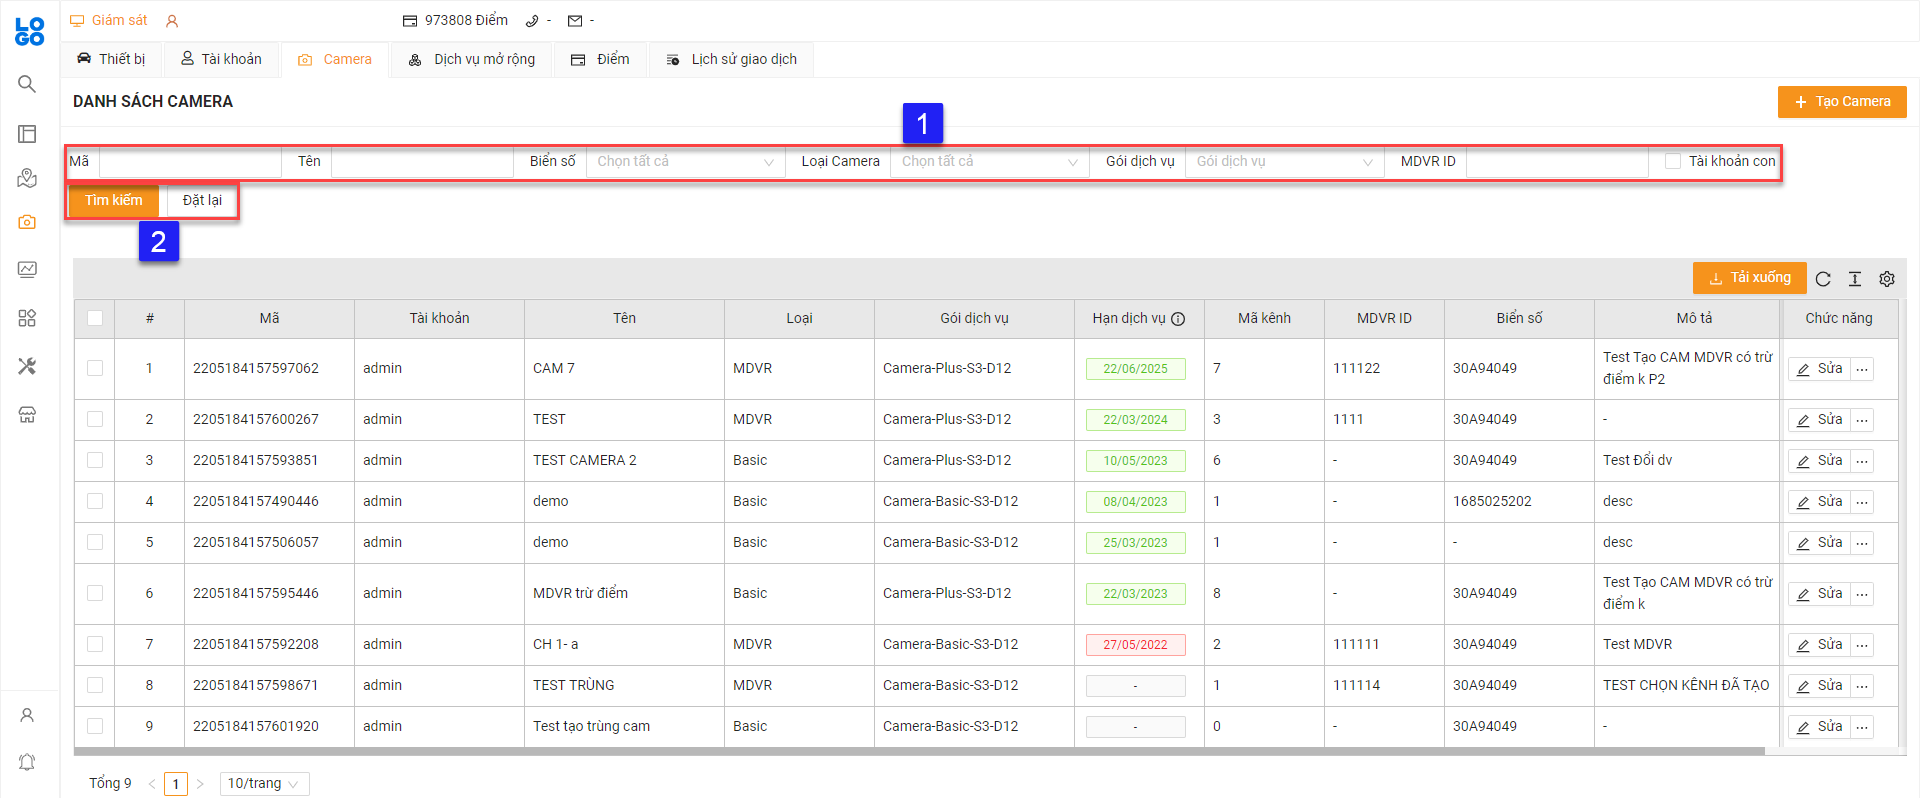 LOGO
Giám sát
973808 Điểm - -
Thiết bị Tài khoản Camera Dịch vụ mở rộng Điểm Lịch sử giao dịch
DANH SÁCH CAMERA
+ Tạo Camera
1
Mã Tên Biển số Chọn tất cả Loại Camera Chọn tất cả Gói dịch vụ Gói dịch vụ MDVR ID Tài khoản con
Tìm kiếm Đặt lại
2
Tải xuống
# Mã Tài khoản Tên Loại Gói dịch vụ Hạn dịch vụ Mã kênh MDVR ID Biển số Mô tả Chức năng
1 2205184157597062 admin CAM 7 MDVR Camera-Plus-S3-D12 22/06/2025 7 111122 30A94049 Test Tạo CAM MDVR có trừ điểm k P2 Sửa ...
2 2205184157600267 admin TEST MDVR Camera-Plus-S3-D12 22/03/2024 3 1111 30A94049 - Sửa ...
3 2205184157593851 admin TEST CAMERA 2 Basic Camera-Plus-S3-D12 10/05/2023 6 - 30A94049 Test Đổi dv Sửa ...
4 2205184157490446 admin demo Basic Camera-Basic-S3-D12 08/04/2023 1 - 1685025202 desc Sửa ...
5 2205184157506057 admin demo Basic Camera-Basic-S3-D12 25/03/2023 1 - - desc Sửa ...
6 2205184157595446 admin MDVR trừ điểm Basic Camera-Plus-S3-D12 22/03/2023 8 - 30A94049 Test Tạo CAM MDVR có trừ điểm k Sửa ...
7 2205184157592208 admin CH 1- a MDVR Camera-Basic-S3-D12 27/05/2022 2 111111 30A94049 Test MDVR Sửa ...
8 2205184157598671 admin TEST TRÙNG MDVR Camera-Basic-S3-D12 - 1 111114 30A94049 TEST CHỌN KÊNH ĐÃ TẠO Sửa ...
9 2205184157601920 admin Test tạo trùng cam Basic Camera-Basic-S3-D12 - 0 - 30A94049 - Sửa ...
Tổng 9 < 1 > 10/trang